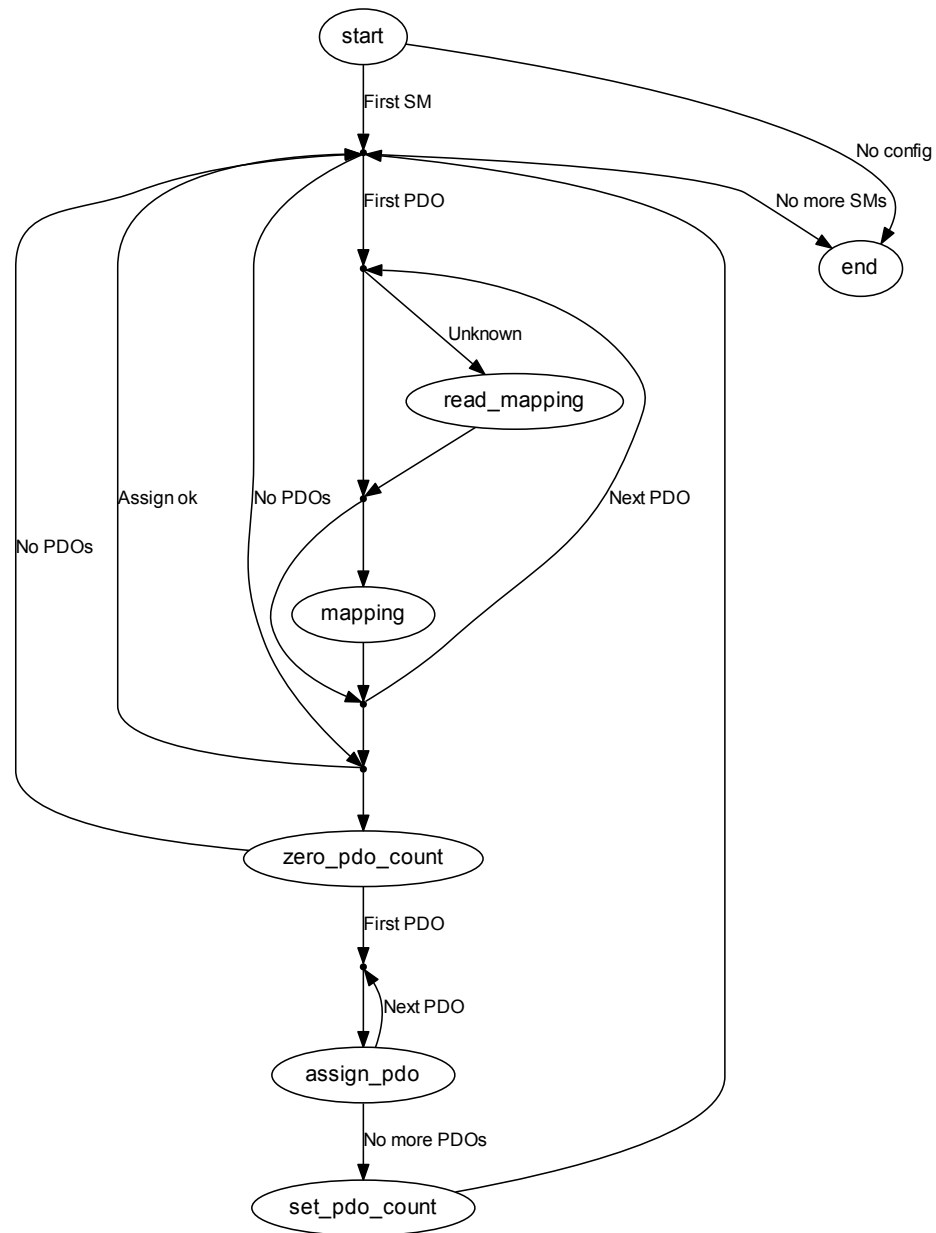 start
First SM
No config
First PDO
No more SMs
end
Unknown
read_mapping
Assign ok
No PDOs
Next PDO
No PDOs
mapping
zero_pdo_count
First PDO
Next PDO
assign_pdo
No more PDOs
set_pdo_count